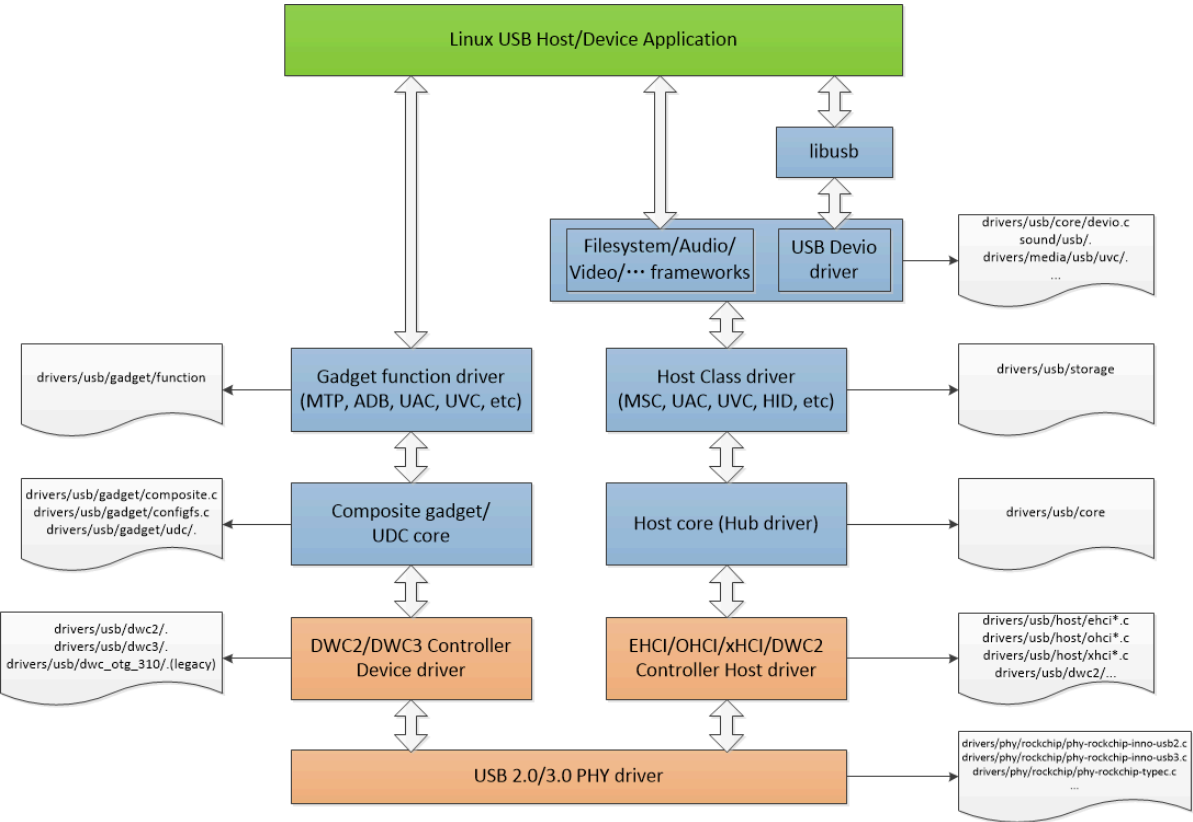 Linux USB Host/Device Application
libusb
Filesystem/Audio/
Video/··· frameworks
USB Devio
driver
drivers/usb/core/devio.c
sound/usb/.
drivers/media/usb/uvc/.
...
drivers/usb/gadget/function
Gadget function driver
(MTP, ADB, UAC, UVC, etc)
Host Class driver
(MSC, UAC, UVC, HID, etc)
drivers/usb/storage
drivers/usb/gadget/composite.c
drivers/usb/gadget/configfs.c
drivers/usb/gadget/udc/.
Composite gadget/
UDC core
Host core (Hub driver)
drivers/usb/core
drivers/usb/dwc2/.
drivers/usb/dwc3/.
drivers/usb/dwc_otg_310/.(legacy)
DWC2/DWC3 Controller
Device driver
EHCI/OHCI/xHCI/DWC2
Controller Host driver
drivers/usb/host/ehci*.c
drivers/usb/host/ohci*.c
drivers/usb/host/xhci*.c
drivers/usb/dwc2/...
USB 2.0/3.0 PHY driver
drivers/phy/rockchip/phy-rockchip-inno-usb2.c
drivers/phy/rockchip/phy-rockchip-inno-usb3.c
drivers/phy/rockchip/phy-rockchip-typec.c
...